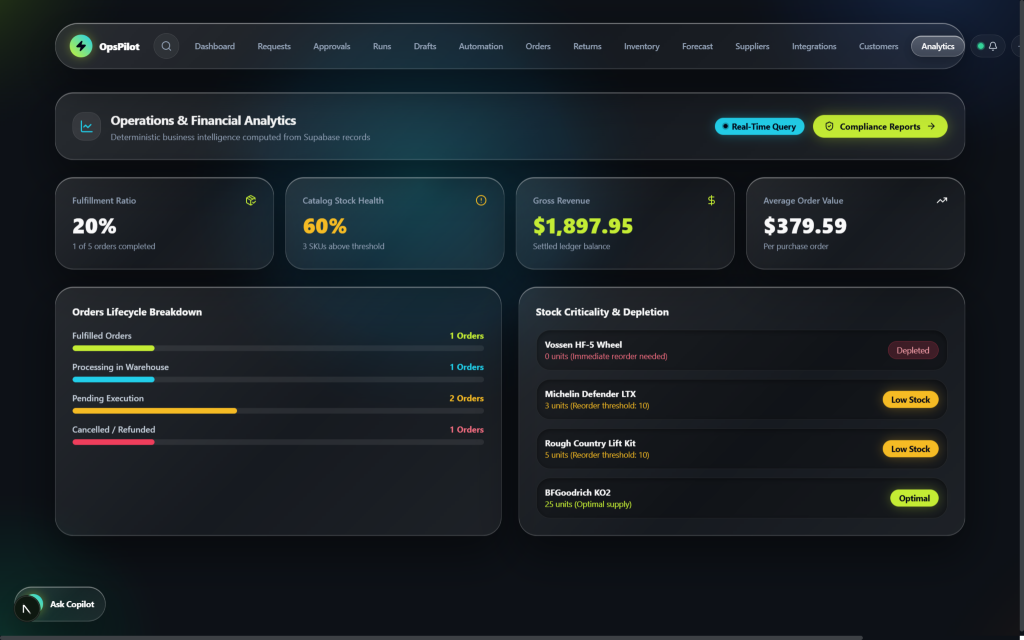 OpsPilot
Dashboard
Requests
Approvals
Runs
Drafts
Automation
Orders
Returns
Inventory
Forecast
Suppliers
Integrations
Customers
Analytics
Operations & Financial Analytics
Deterministic business intelligence computed from Supabase records
Real-Time Query
Compliance Reports →
Fulfillment Ratio
20%
1 of 5 orders completed
Catalog Stock Health
60%
3 SKUs above threshold
Gross Revenue
$
$1,897.95
Settled ledger balance
Average Order Value
$379.59
Per purchase order
Orders Lifecycle Breakdown
Fulfilled Orders 1 Orders
Processing in Warehouse 1 Orders
Pending Execution 2 Orders
Cancelled / Refunded 1 Orders
Stock Criticality & Depletion
Vossen HF-5 Wheel
0 units (Immediate reorder needed)
Depleted
Michelin Defender LTX
3 units (Reorder threshold: 10)
Low Stock
Rough Country Lift Kit
5 units (Reorder threshold: 10)
Low Stock
BFGoodrich KO2
25 units (Optimal supply)
Optimal
N
Ask Copilot